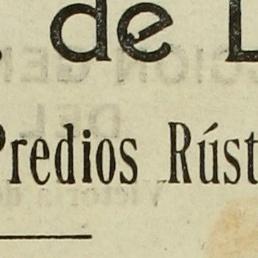 . de L
Predios Rúst